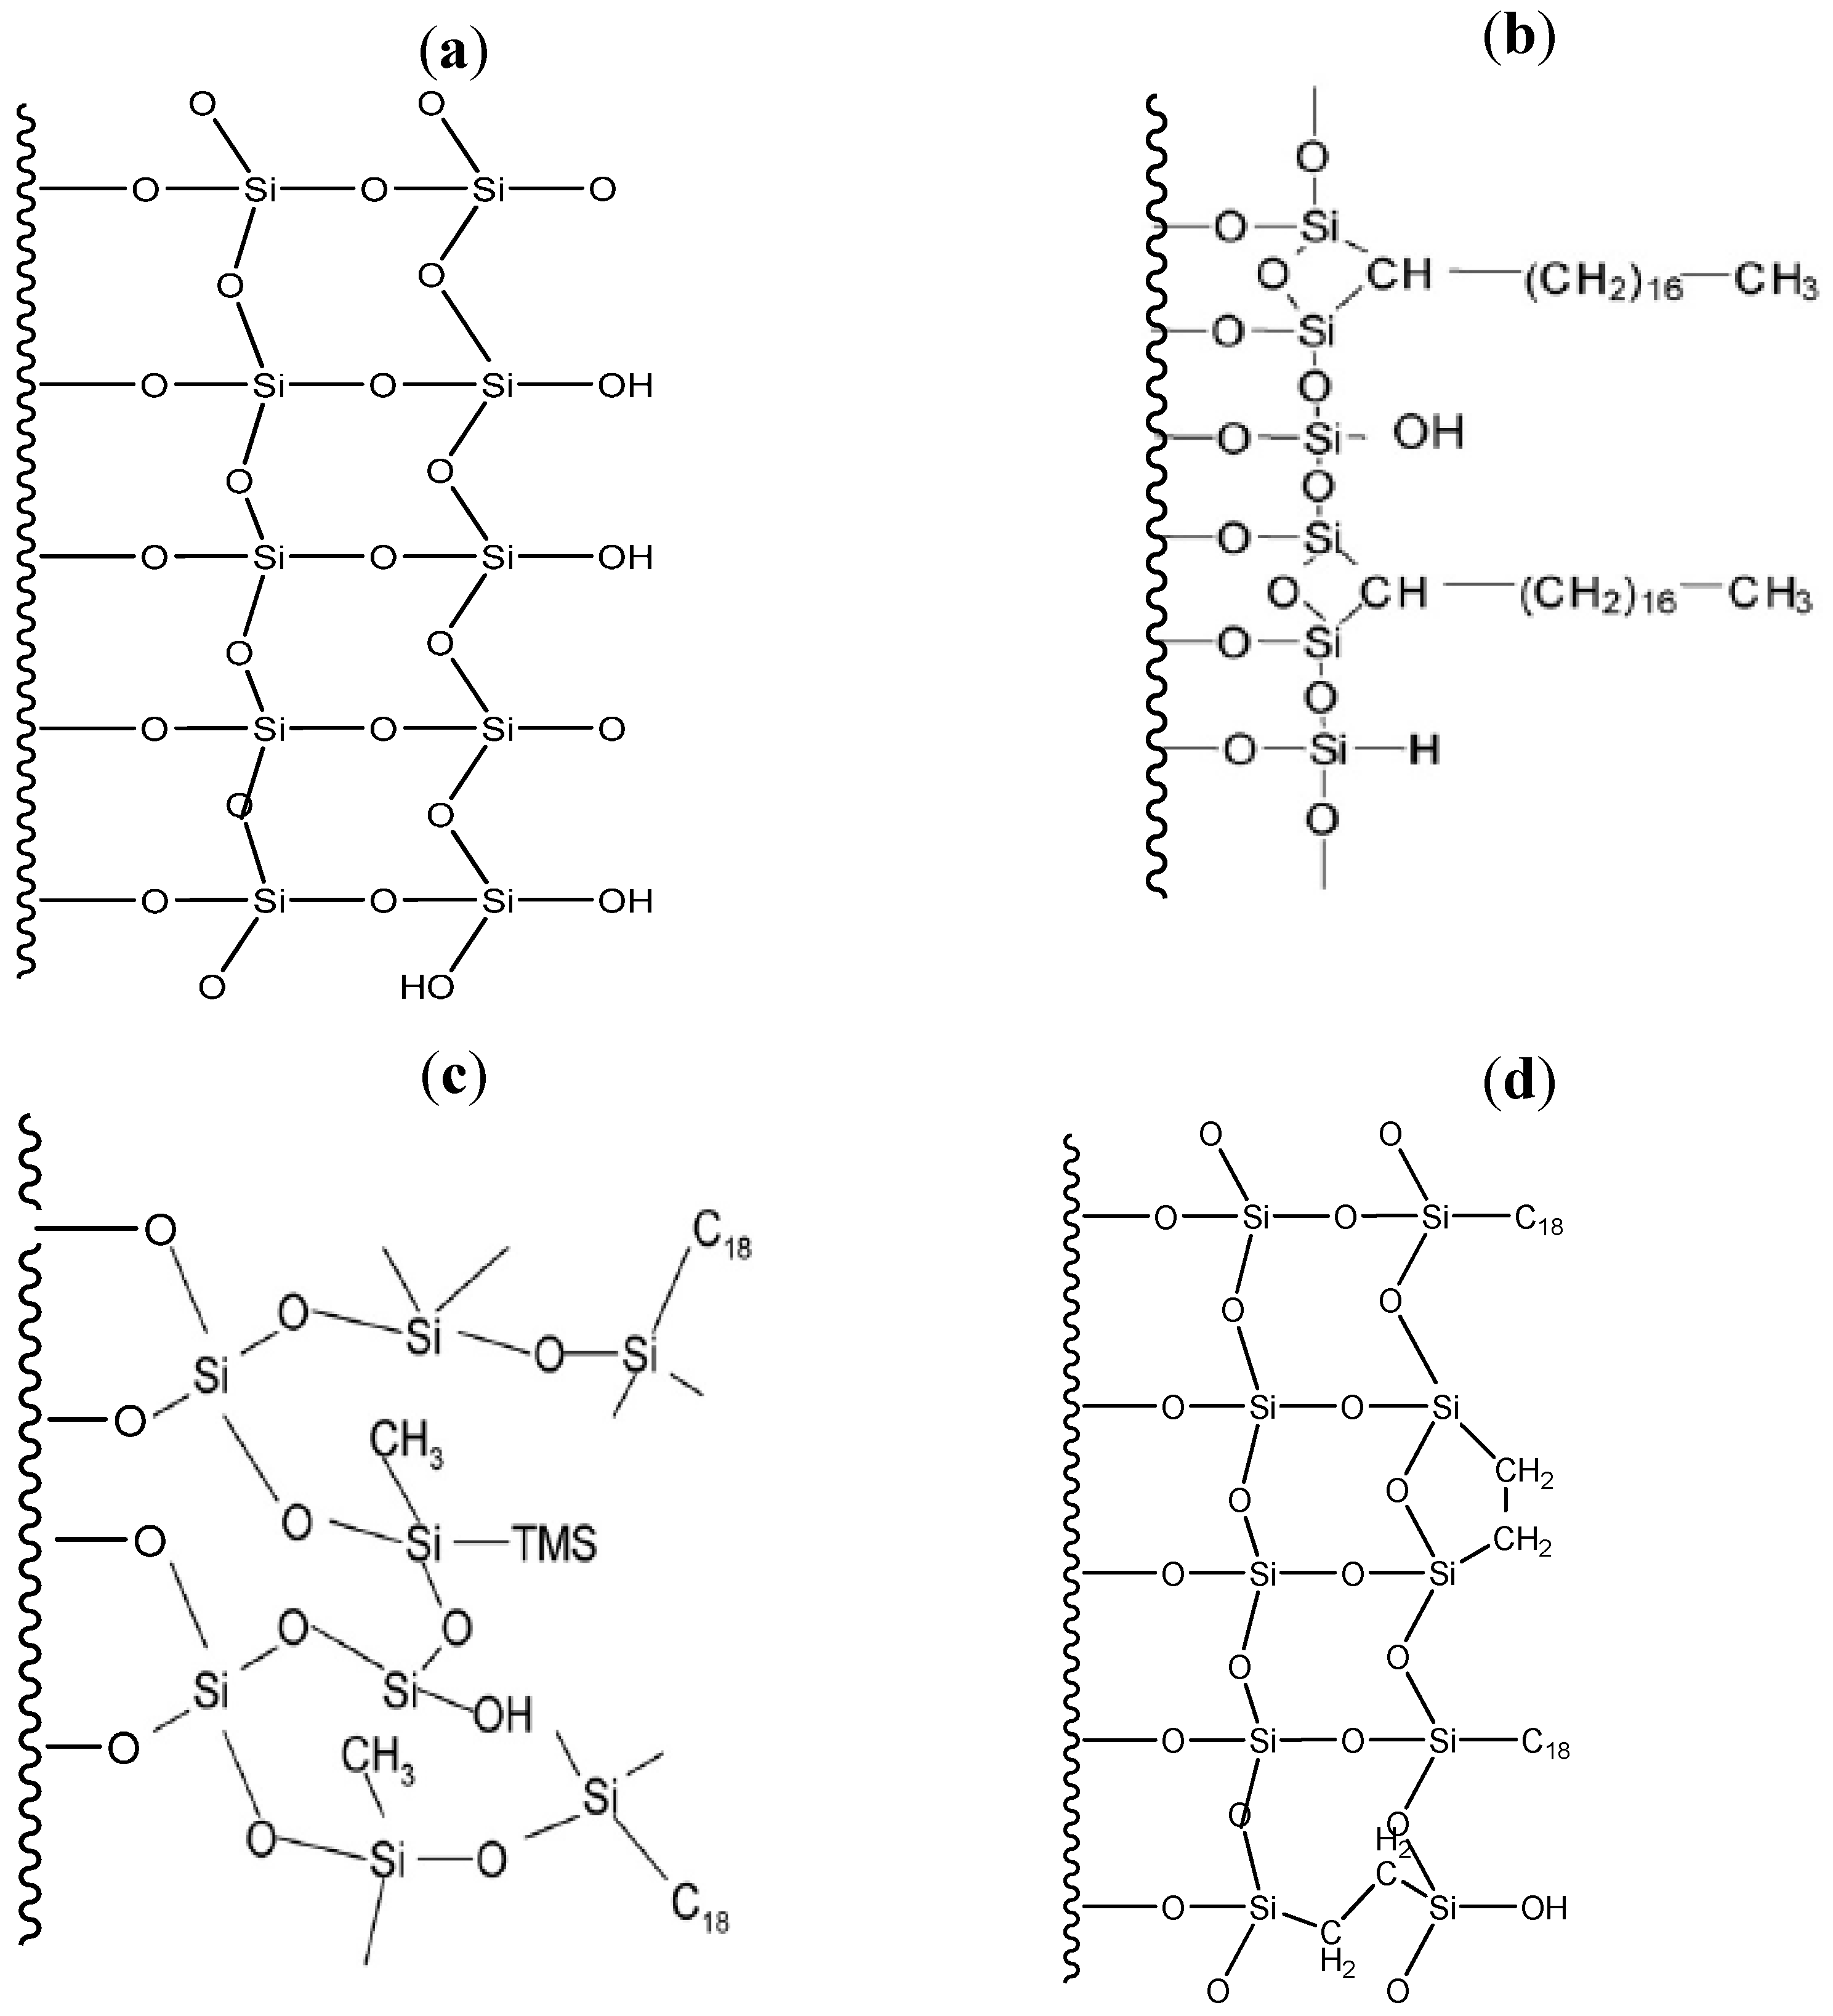 (a)
O O
O Si O Si O
O O
O Si O Si OH
O O
O Si O Si OH
O O
O Si O Si O
O O
O Si O Si OH
O HO
(b)
O
O Si
O CH (CH2)16 CH3
O Si
O
O Si OH
O
O Si
O CH (CH2)16 CH3
O Si
O
O Si H
O
(c)
O C18
O Si O Si
Si
O
CH3
O Si TMS
O
O O
Si Si OH
O CH3
Si
O Si O
C18
(d)
O O
O Si O Si C18
O O
O Si O Si
CH2
O O
CH2
O Si O Si
O O
O Si O Si C18
O O
H2
C
O Si Si OH
C
H2
O O